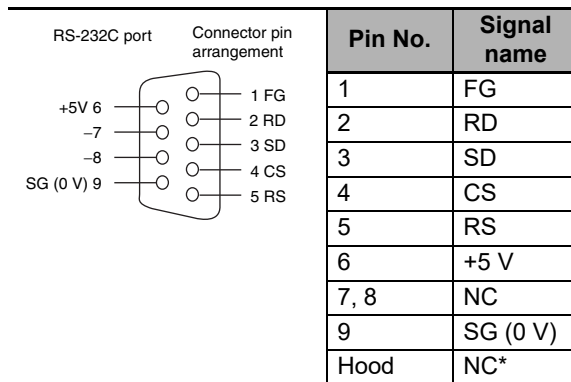 RS-232C port
Connector pin
arrangement
+5V 6
–7
–8
SG (0 V) 9
1 FG
2 RD
3 SD
4 CS
5 RS
Pin No. Signal name
1 FG
2 RD
3 SD
4 CS
5 RS
6 +5 V
7, 8 NC
9 SG (0 V)
Hood NC*